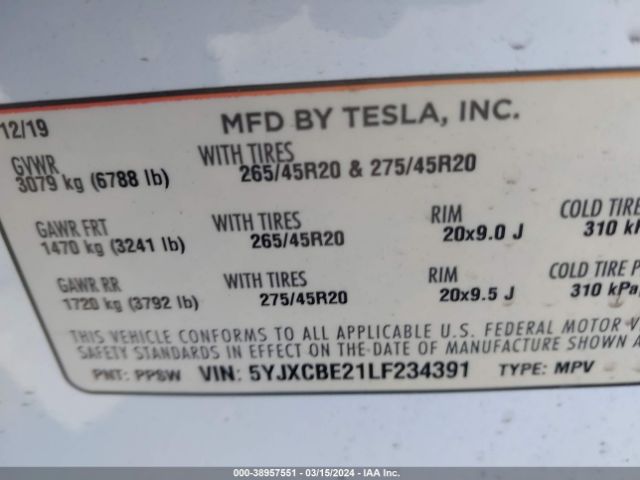 12/19 MFD BY TESLA, INC.
GVWR WITH TIRES
3079 kg (6788 lb) 265/45R20 & 275/45R20
GAWR FRT WITH TIRES RIM COLD TIRE
1470 kg (3241 lb) 265/45R20 20x9.0 J 310 kP
GAWR RR WITH TIRES RIM COLD TIRE P
1720 kg (3792 lb) 275/45R20 20x9.5 J 310 kPa,
THIS VEHICLE CONFORMS TO ALL APPLICABLE U.S. FEDERAL MOTOR V
SAFETY STANDARDS IN EFFECT ON THE DATE OF MANUFACTURE SHOWN A
PNT: PPSW VIN: 5YJXCBE21LF234391 TYPE: MPV
000-38957551 - 03/15/2024 - IAA, Inc.